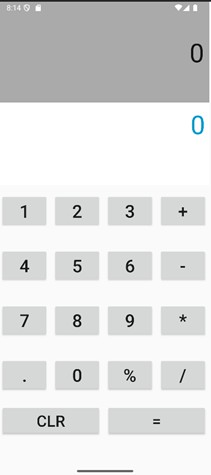 8:14
0
0
1 2 3 +
4 5 6 -
7 8 9 *
. 0 % /
CLR =